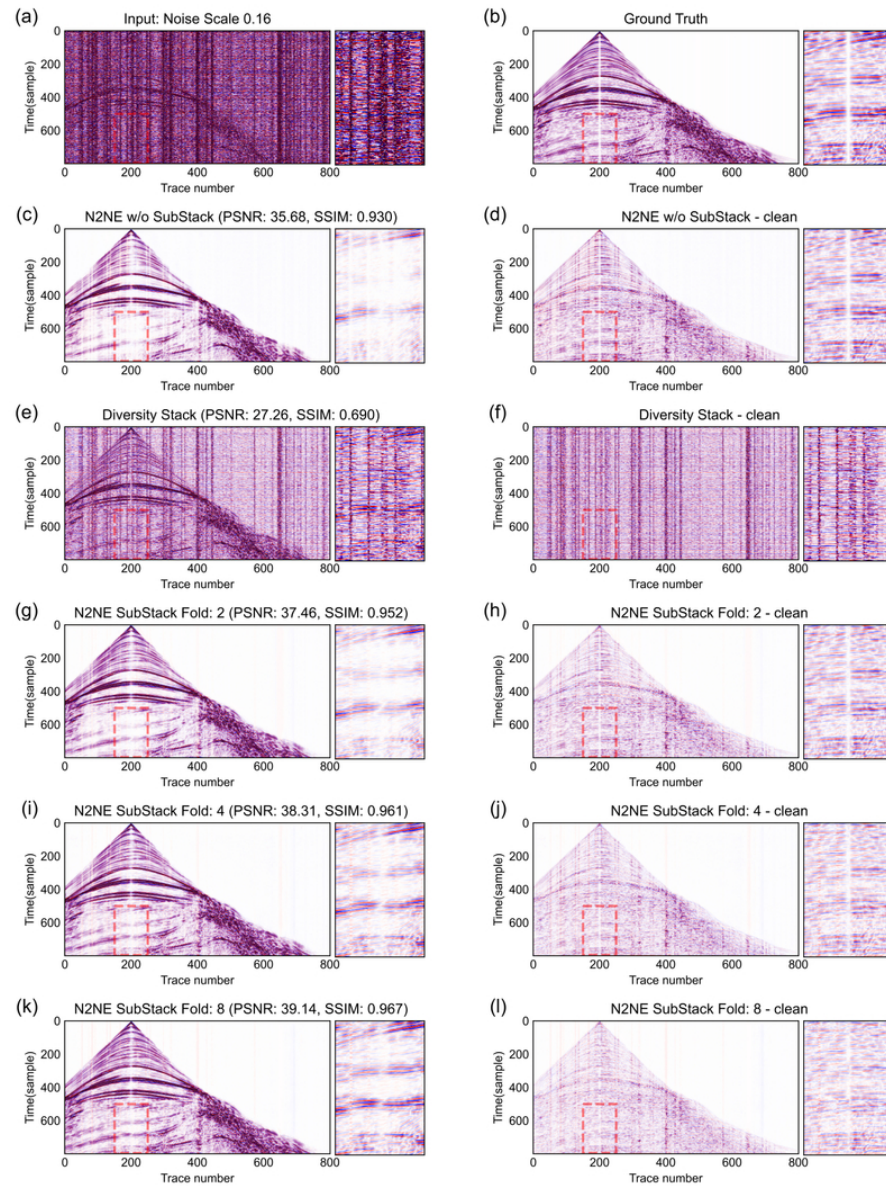 (a) Input: Noise Scale 0.16
0
200
400
600
Time(sample)
0 200 400 600 800
Trace number
(b) Ground Truth
0
200
400
600
Time(sample)
0 200 400 600 800
Trace number
(c) N2NE w/o SubStack (PSNR: 35.68, SSIM: 0.930)
0
200
400
600
Time(sample)
0 200 400 600 800
Trace number
(d) N2NE w/o SubStack - clean
0
200
400
600
Time(sample)
0 200 400 600 800
Trace number
(e) Diversity Stack (PSNR: 27.26, SSIM: 0.690)
0
200
400
600
Time(sample)
0 200 400 600 800
Trace number
(f) Diversity Stack - clean
0
200
400
600
Time(sample)
0 200 400 600 800
Trace number
(g) N2NE SubStack Fold: 2 (PSNR: 37.46, SSIM: 0.952)
0
200
400
600
Time(sample)
0 200 400 600 800
Trace number
(h) N2NE SubStack Fold: 2 - clean
0
200
400
600
Time(sample)
0 200 400 600 800
Trace number
(i) N2NE SubStack Fold: 4 (PSNR: 38.31, SSIM: 0.961)
0
200
400
600
Time(sample)
0 200 400 600 800
Trace number
(j) N2NE SubStack Fold: 4 - clean
0
200
400
600
Time(sample)
0 200 400 600 800
Trace number
(k) N2NE SubStack Fold: 8 (PSNR: 39.14, SSIM: 0.967)
0
200
400
600
Time(sample)
0 200 400 600 800
Trace number
(l) N2NE SubStack Fold: 8 - clean
0
200
400
600
Time(sample)
0 200 400 600 800
Trace number